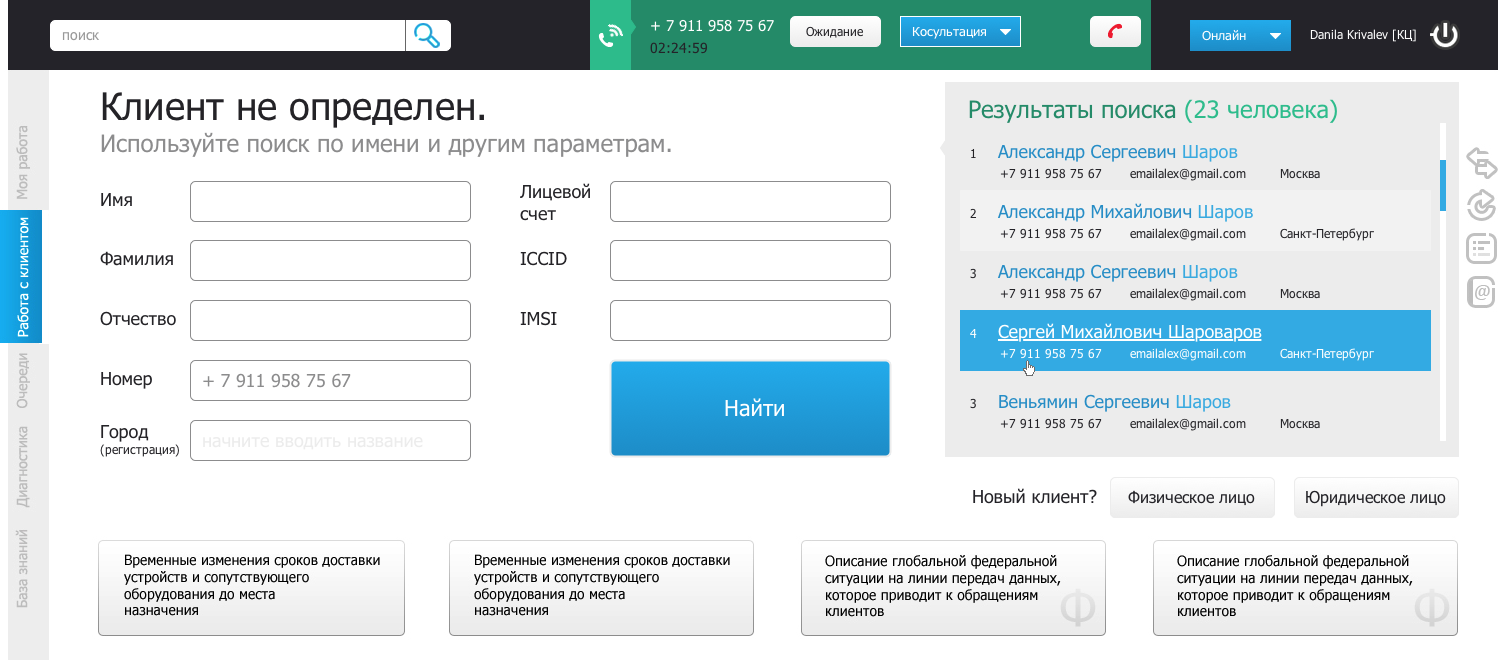 поиск
+ 7 911 958 75 67
02:24:59
Ожидание
Косультация
Онлайн
Danila Krivalev [КЦ]
Моя работа
Работа с клиентом
Очереди
Диагностика
База знаний
Клиент не определен.
Используйте поиск по имени и другим параметрам.
Имя
Фамилия
Отчество
Номер
+ 7 911 958 75 67
Город
(регистрация)
начните вводить название
Лицевой
счет
ICCID
IMSI
Найти
Результаты поиска (23 человека)
1 Александр Сергеевич Шаров
+7 911 958 75 67 emailalex@gmail.com Москва
2 Александр Михайлович Шаров
+7 911 958 75 67 emailalex@gmail.com Санкт-Петербург
3 Александр Сергеевич Шаров
+7 911 958 75 67 emailalex@gmail.com Москва
4 Сергей Михайлович Шароваров
+7 911 958 75 67 emailalex@gmail.com Санкт-Петербург
3 Веньямин Сергеевич Шаров
+7 911 958 75 67 emailalex@gmail.com Москва
@
Новый клиент? Физическое лицо Юридическое лицо
Временные изменения сроков доставки
устройств и сопутствующего
оборудования до места
назначения
Временные изменения сроков доставки
устройств и сопутствующего
оборудования до места
назначения
Описание глобальной федеральной
ситуации на линии передач данных,
которое приводит к обращениям
клиентов
Ф
Описание глобальной федеральной
ситуации на линии передач данных,
которое приводит к обращениям
клиентов
Ф